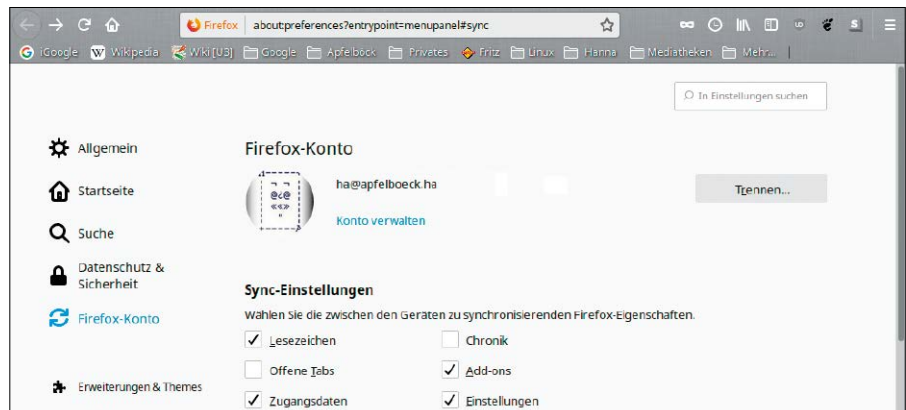 Firefox about:preferences?entrypoint=menupanel#sync
iGoogle Wikipedia Wiki[U3] Google Apfelböck Privates Fritz Linux Hanna Mediatheken Mehr...
In Einstellungen suchen
Allgemein
Startseite
Suche
Datenschutz &
Sicherheit
Firefox-Konto
Erweiterungen & Themes
Firefox-Konto
ha@apfelboeck.ha
Trennen...
Konto verwalten
Sync-Einstellungen
Wählen Sie die zwischen den Geräten zu synchronisierenden Firefox-Eigenschaften.
Lesezeichen Chronik
Offene Tabs Add-ons
Zugangsdaten Einstellungen